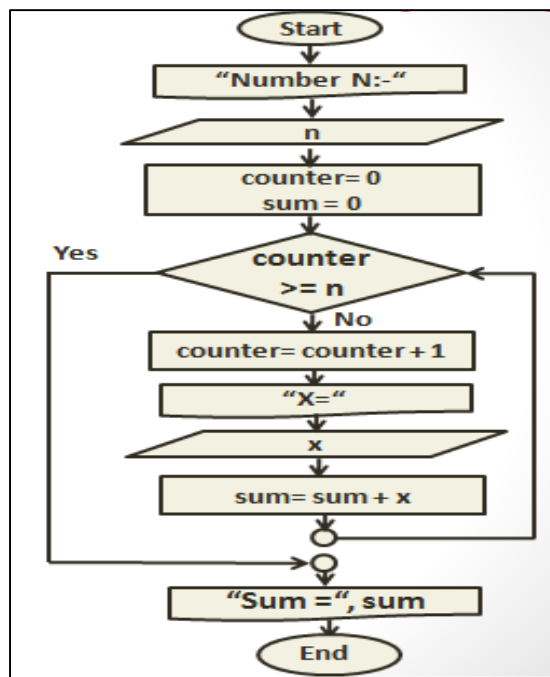 Start
“Number N:-“
n
counter= 0
sum = 0
Yes
counter
>= n
No
counter= counter + 1
“X=“
x
sum= sum + x
“Sum =“, sum
End